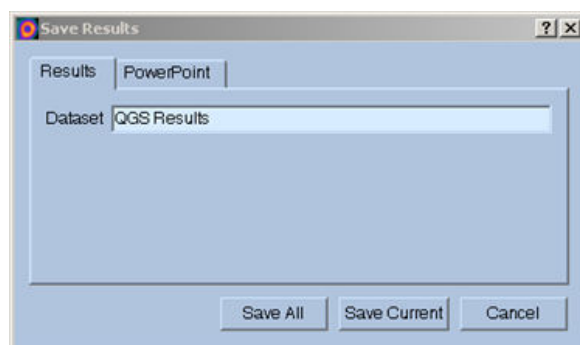 Save Results
Results PowerPoint
Dataset QGS Results
Save All Save Current Cancel